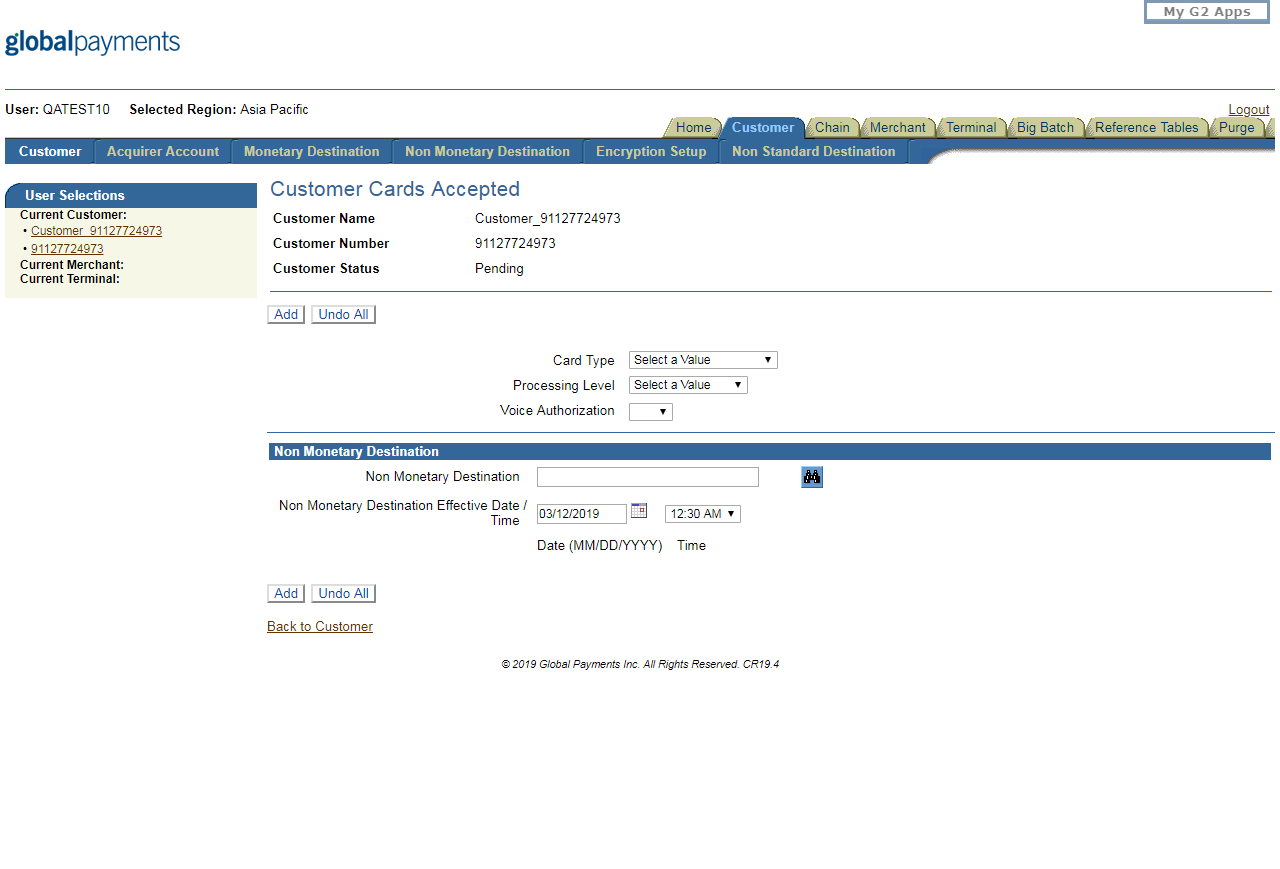 My G2 Apps
globalpayments
User: QATEST10 Selected Region: Asia Pacific
Logout
Home Customer Chain Merchant Terminal Big Batch Reference Tables Purge
Customer Acquirer Account Monetary Destination Non Monetary Destination Encryption Setup Non Standard Destination
User Selections
Current Customer:
• Customer_91127724973
• 91127724973
Current Merchant:
Current Terminal:
Customer Cards Accepted
Customer Name Customer_91127724973
Customer Number 91127724973
Customer Status Pending
Add Undo All
Card Type Select a Value
Processing Level Select a Value
Voice Authorization
Non Monetary Destination
Non Monetary Destination
Non Monetary Destination Effective Date /
Time 03/12/2019 12:30 AM
Date (MM/DD/YYYY) Time
Add Undo All
Back to Customer
© 2019 Global Payments Inc. All Rights Reserved. CR19.4